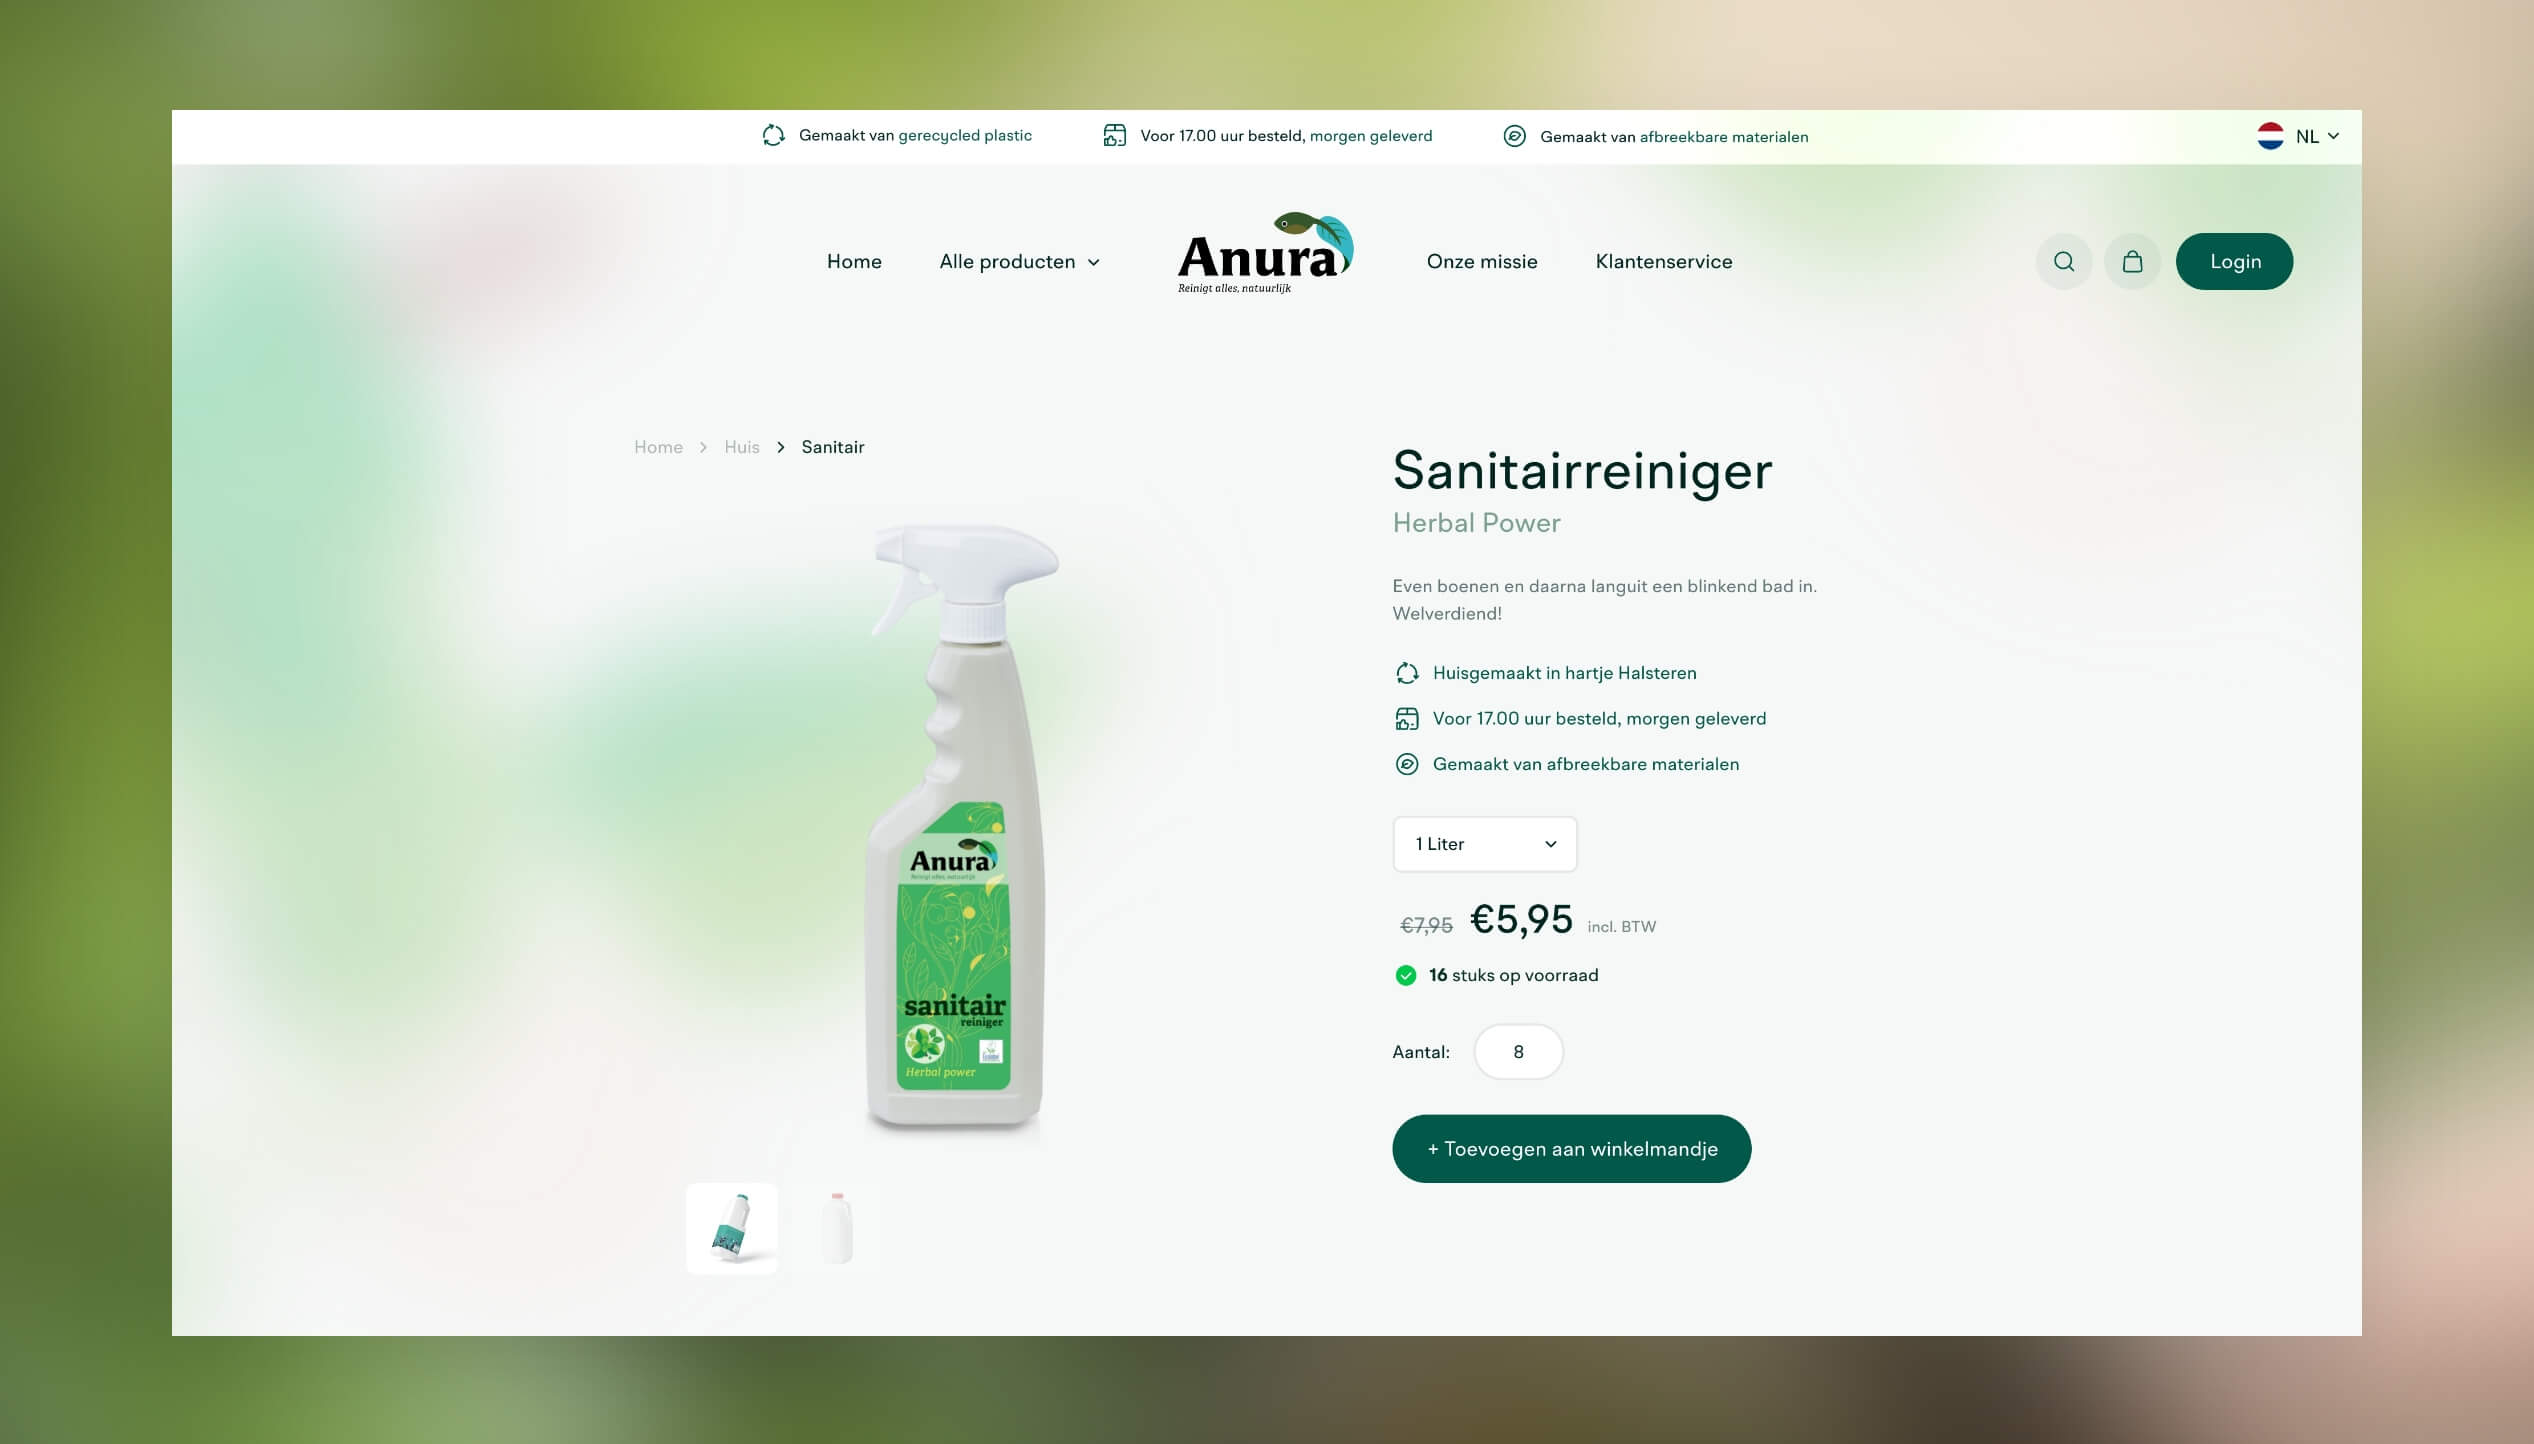 Gemaakt van gerecycled plastic
Voor 17.00 uur besteld, morgen geleverd
Gemaakt van afbreekbare materialen
NL
Home
Alle producten
Anura
Reinigt alles, natuurlijk
Onze missie
Klantenservice
Login
Home > Huis > Sanitair
Sanitairreiniger
Herbal Power
Even boenen en daarna languit een blinkend bad in.
Welverdiend!
Huisgemaakt in hartje Halsteren
Voor 17.00 uur besteld, morgen geleverd
Gemaakt van afbreekbare materialen
1 Liter
€7,95 €5,95 incl. BTW
16 stuks op voorraad
Aantal: 8
+ Toevoegen aan winkelmandje
Anura
Reinigt alles, natuurlijk
sanitair
reiniger
Herbal power